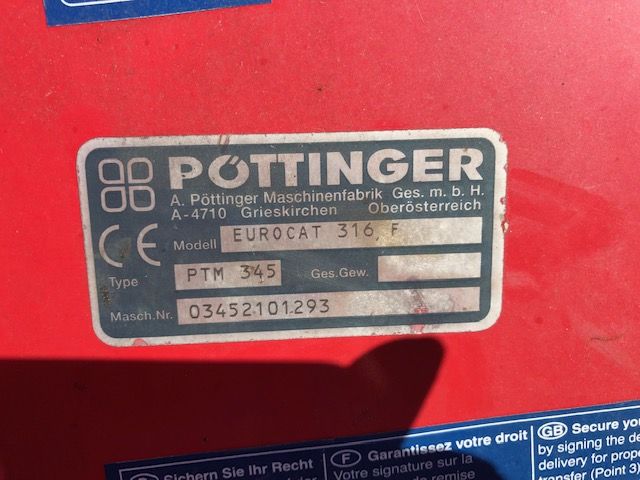 PÖTTINGER
A. Pöttinger Maschinenfabrik Ges. m. b. H.
A-4710 Grieskirchen Oberösterreich
CE Modell EUROCAT 316 F
Type PTM 345 Ges.Gew.
Masch.Nr. 03452101293
Sichern Sie Ihr Recht
F Garantissez votre droit
Votre signature sur la
de remise
GB Secure you
by signing the de
delivery for prope
transfer (Point 3)